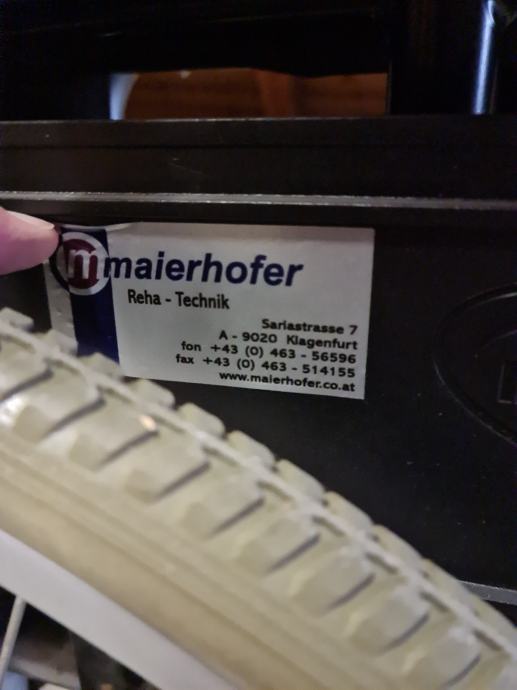 m maierhofer
Reha - Technik
Sariastrasse 7
A - 9020 Klagenfurt
fon +43 (0) 463 - 56596
fax +43 (0) 463 - 514155
www.maierhofer.co.at